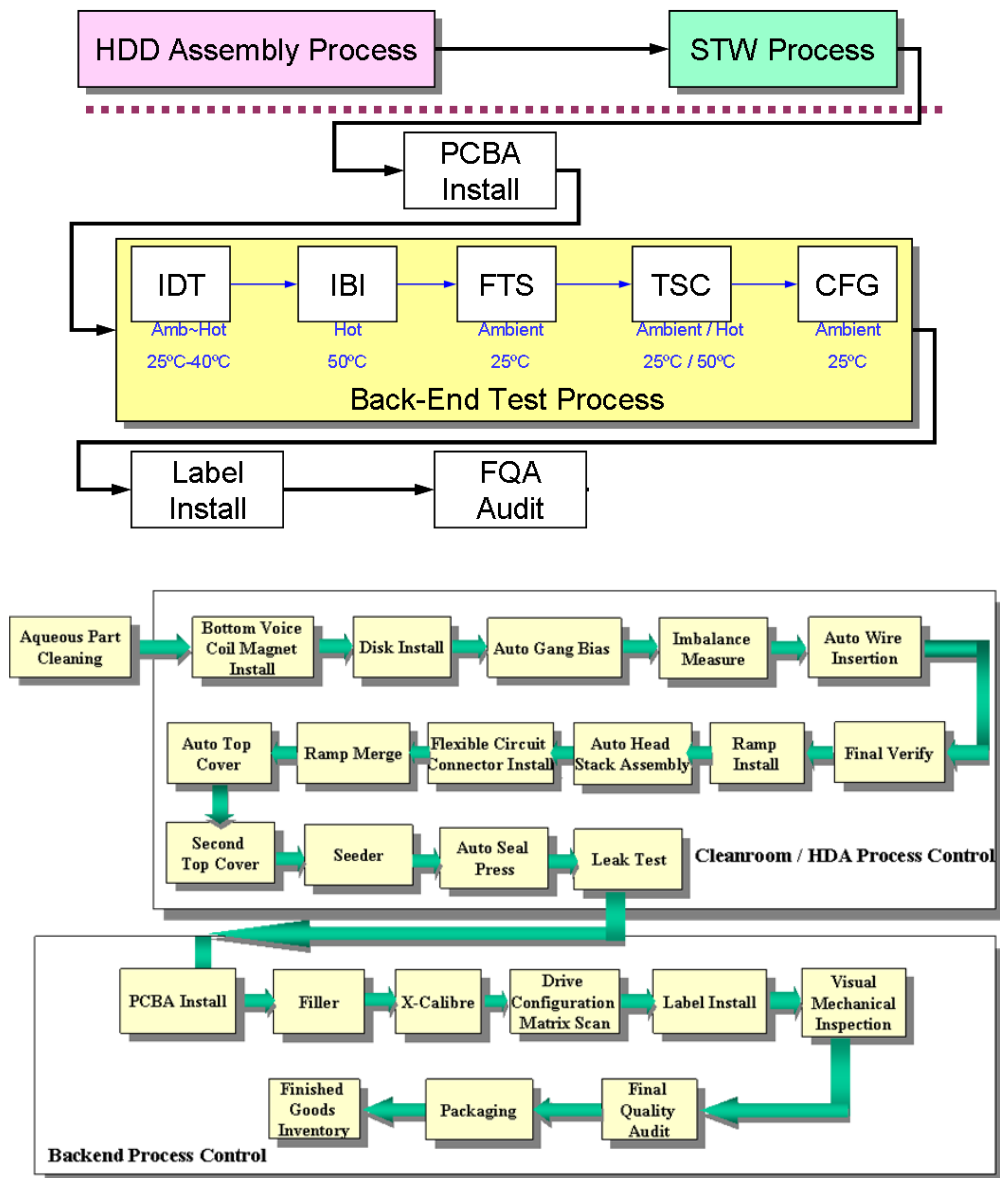 HDD Assembly Process
STW Process
PCBA
Install
IDT
IBI
FTS
TSC
CFG
Amb~Hot
Hot
Ambient
Ambient / Hot
Ambient
25ºC-40ºC
50ºC
25ºC
25ºC / 50ºC
25ºC
Back-End Test Process
Label
Install
FQA
Audit
Aqueous Part
Cleaning
Bottom Voice
Coil Magnet
Install
Disk Install
Auto Gang Bias
Imbalance
Measure
Auto Wire
Insertion
Final Verify
Ramp
Install
Auto Head
Stack Assembly
Flexible Circuit
Connector Install
Ramp Merge
Auto Top
Cover
Second
Top Cover
Seeder
Auto Seal
Press
Leak Test
Cleanroom / HDA Process Control
PCBA Install
Filler
X-Calibre
Drive
Configuration
Matrix Scan
Label Install
Visual
Mechanical
Inspection
Final
Quality
Audit
Packaging
Finished
Goods
Inventory
Backend Process Control